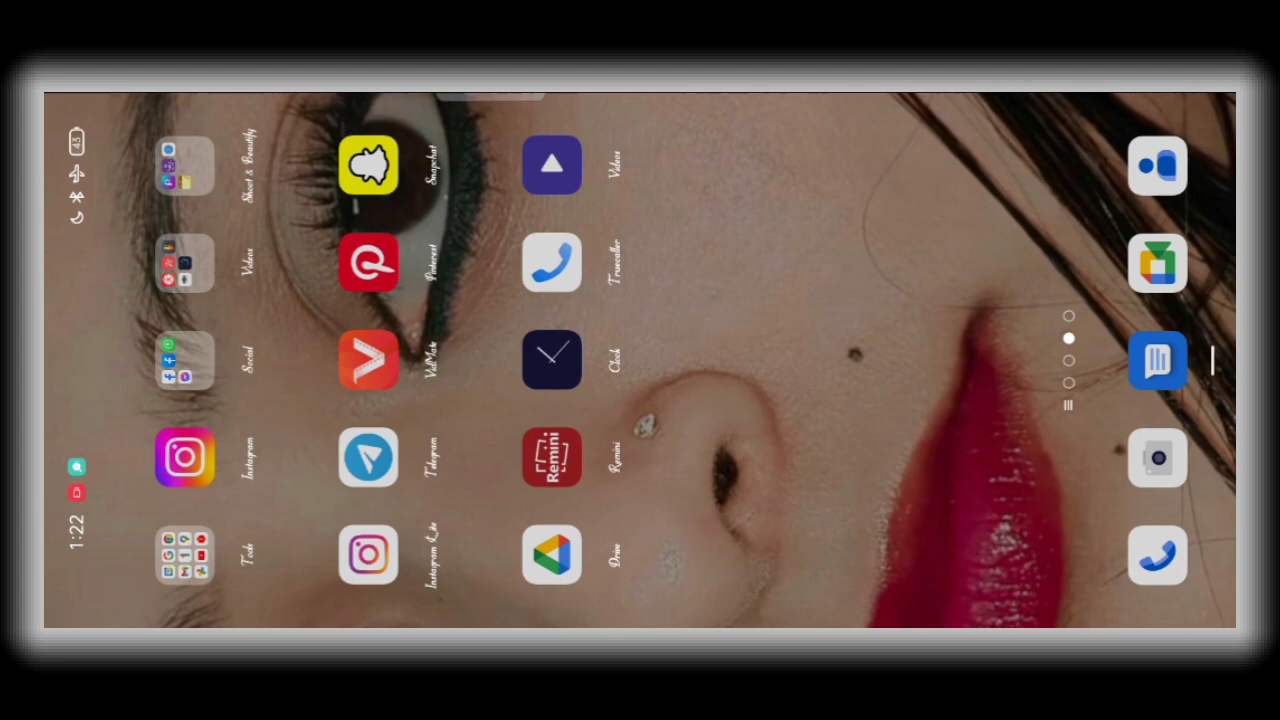 1:22
43
Tools
Instagram
Social
Videos
Shoot & Beautify
Instagram Lite
Telegram
VidMate
Pinterest
Snapchat
Drive
Remini
Remini
Clock
Truecaller
Videos